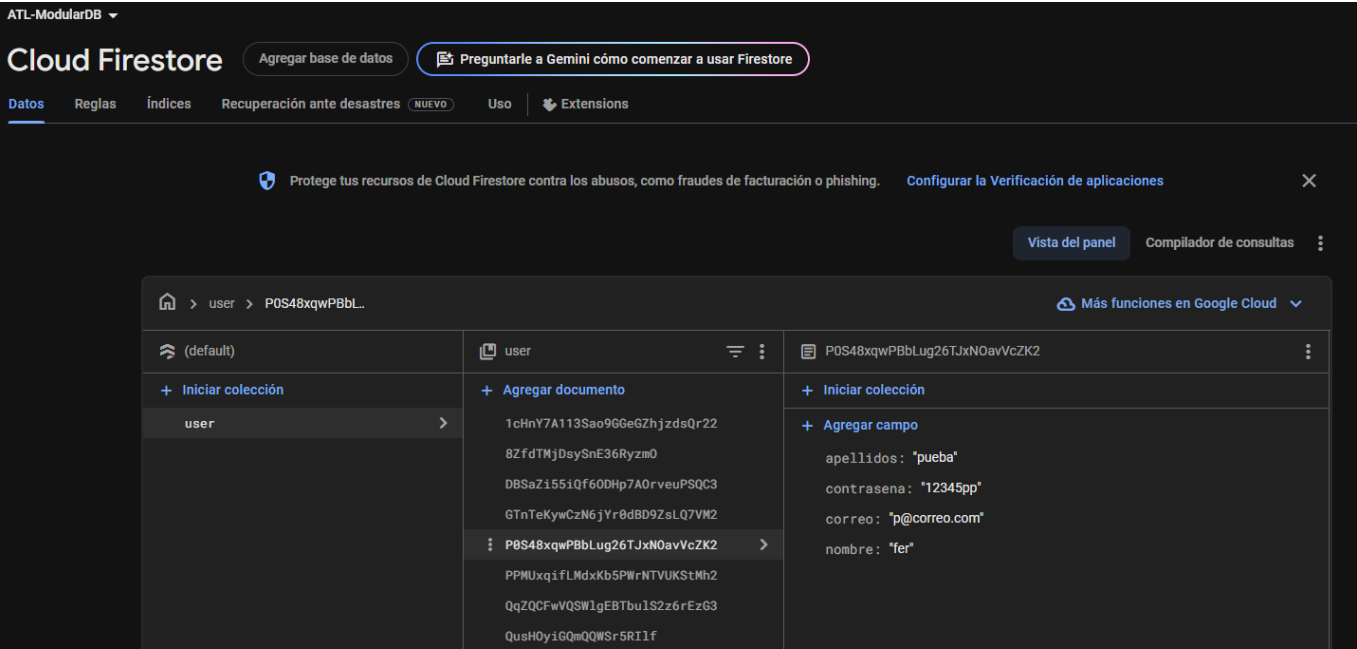 ATL-ModularDB
Cloud Firestore
Agregar base de datos
Preguntarle a Gemini cómo comenzar a usar Firestore
Datos Reglas Índices Recuperación ante desastres NUEVO Uso Extensions
Protege tus recursos de Cloud Firestore contra los abusos, como fraudes de facturación o phishing. Configurar la Verificación de aplicaciones
Vista del panel Compilador de consultas
user > P0S48xqwPBbL…
Más funciones en Google Cloud
(default)
user
P0S48xqwPBbLug26TJxNOavVcZK2
+ Iniciar colección
+ Agregar documento
+ Iniciar colección
user
1cHnY7A113Sao9GGeGZhjzdsQr22
+ Agregar campo
8ZfdTMjDsySnE36Ryzm0
apellidos: "pueba"
DBSaZi55iQf6ODHp7AOrveuPSQC3
contrasena: "12345pp"
GTnTeKywCzN6jYr0dBD9ZsLQ7VM2
correo: "p@correo.com"
P0S48xqwPBbLug26TJxNOavVcZK2
nombre: "fer"
PPMUxqifLMdxKb5PWrNTVUKStMh2
QqZQCFwVQSWlgEBTbulS2z6rEzG3
QusHOyiGQmQQWSr5RIlf